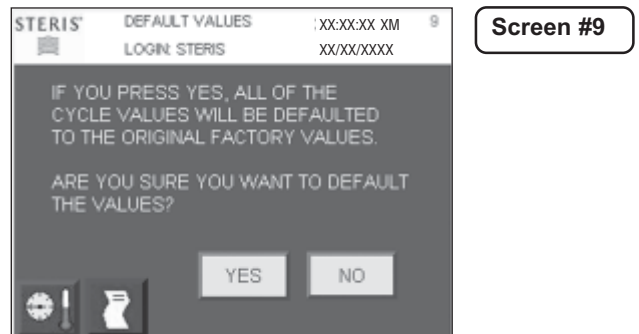 STERIS® DEFAULT VALUES XX:XX:XX XM 9
LOGIN: STERIS XX/XX/XXXX
Screen #9
IF YOU PRESS YES, ALL OF THE
CYCLE VALUES WILL BE DEFAULTED
TO THE ORIGINAL FACTORY VALUES.
ARE YOU SURE YOU WANT TO DEFAULT
THE VALUES?
YES NO